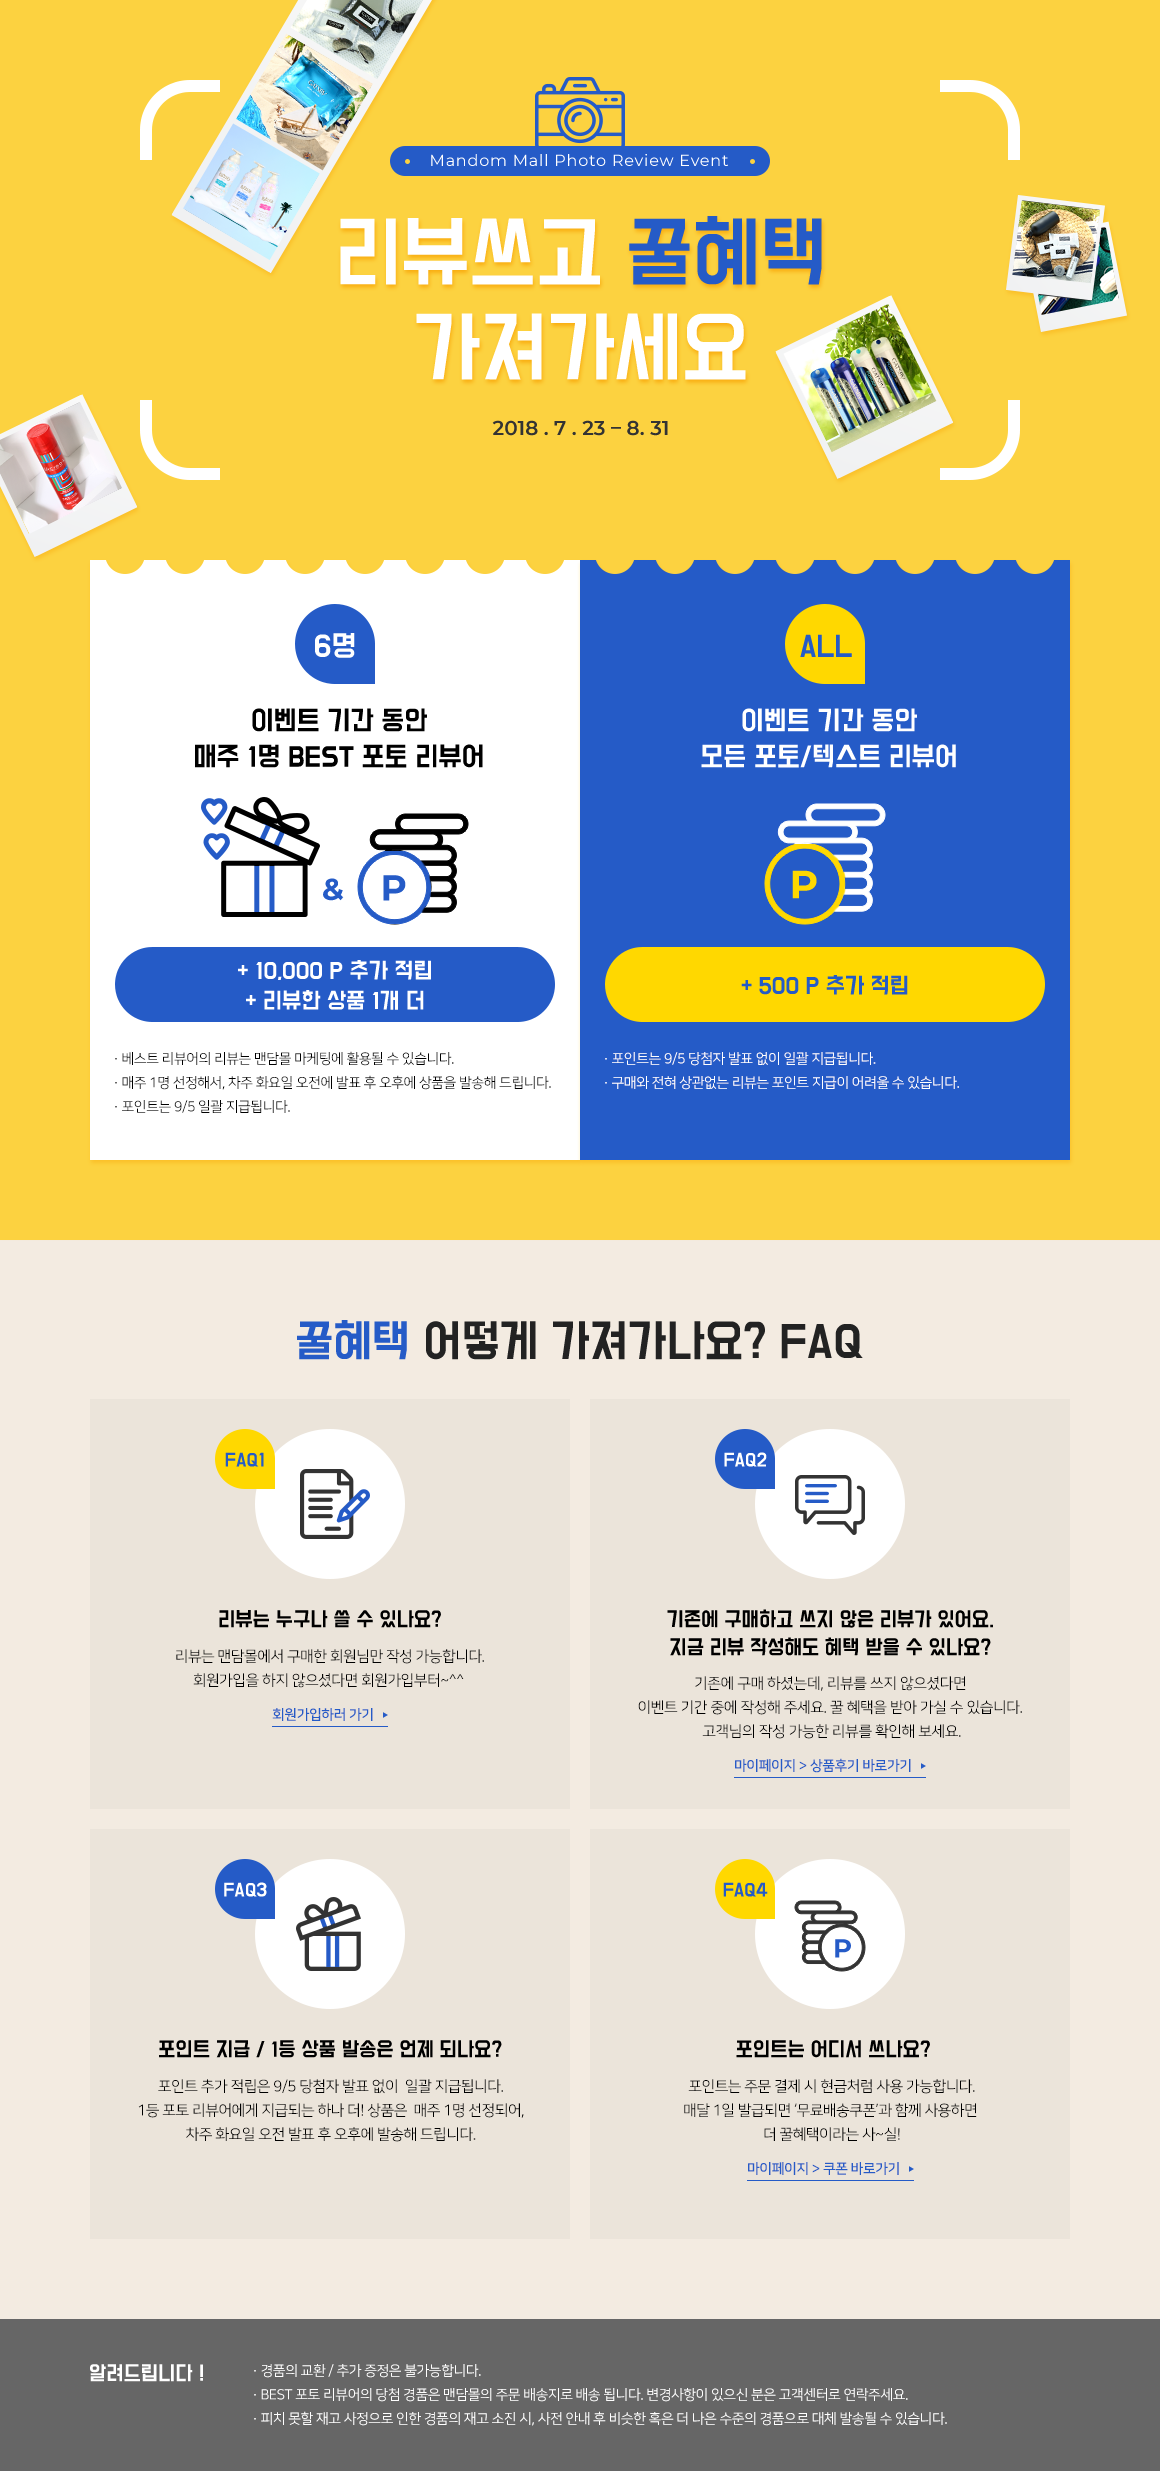 Mandom Mall Photo Review Event
리뷰쓰고 꿀혜택
가져가세요
2018 . 7 . 23 – 8. 31
6명
이벤트 기간 동안
매주 1명 BEST 포토 리뷰어
&
P
+ 10,000 P 추가 적립
+ 리뷰한 상품 1개 더
· 베스트 리뷰어의 리뷰는 맨담몰 마케팅에 활용될 수 있습니다.
· 매주 1명 선정해서, 차주 화요일 오전에 발표 후 오후에 상품을 발송해 드립니다.
· 포인트는 9/5 일괄 지급됩니다.
ALL
이벤트 기간 동안
모든 포토/텍스트 리뷰어
P
+ 500 P 추가 적립
· 포인트는 9/5 당첨자 발표 없이 일괄 지급됩니다.
· 구매와 전혀 상관없는 리뷰는 포인트 지급이 어려울 수 있습니다.
꿀혜택 어떻게 가져가나요? FAQ
FAQ1
리뷰는 누구나 쓸 수 있나요?
리뷰는 맨담몰에서 구매한 회원님만 작성 가능합니다.
회원가입을 하지 않으셨다면 회원가입부터~^^
회원가입하러 가기
FAQ2
기존에 구매하고 쓰지 않은 리뷰가 있어요.
지금 리뷰 작성해도 혜택 받을 수 있나요?
기존에 구매 하셨는데, 리뷰를 쓰지 않으셨다면
이벤트 기간 중에 작성해 주세요. 꿀 혜택을 받아 가실 수 있습니다.
고객님의 작성 가능한 리뷰를 확인해 보세요.
마이페이지 > 상품후기 바로가기
FAQ3
포인트 지급 / 1등 상품 발송은 언제 되나요?
포인트 추가 적립은 9/5 당첨자 발표 없이 일괄 지급됩니다.
1등 포토 리뷰어에게 지급되는 하나 더! 상품은 매주 1명 선정되어,
차주 화요일 오전 발표 후 오후에 발송해 드립니다.
FAQ4
P
포인트는 어디서 쓰나요?
포인트는 주문 결제 시 현금처럼 사용 가능합니다.
매달 1일 발급되면 '무료배송쿠폰'과 함께 사용하면
더 꿀혜택이라는 사~실!
마이페이지 > 쿠폰 바로가기
알려드립니다 !
· 경품의 교환 / 추가 증정은 불가능합니다.
· BEST 포토 리뷰어의 당첨 경품은 맨담몰의 주문 배송지로 배송 됩니다. 변경사항이 있으신 분은 고객센터로 연락주세요.
· 피치 못할 재고 사정으로 인한 경품의 재고 소진 시, 사전 안내 후 비슷한 혹은 더 나은 수준의 경품으로 대체 발송될 수 있습니다.